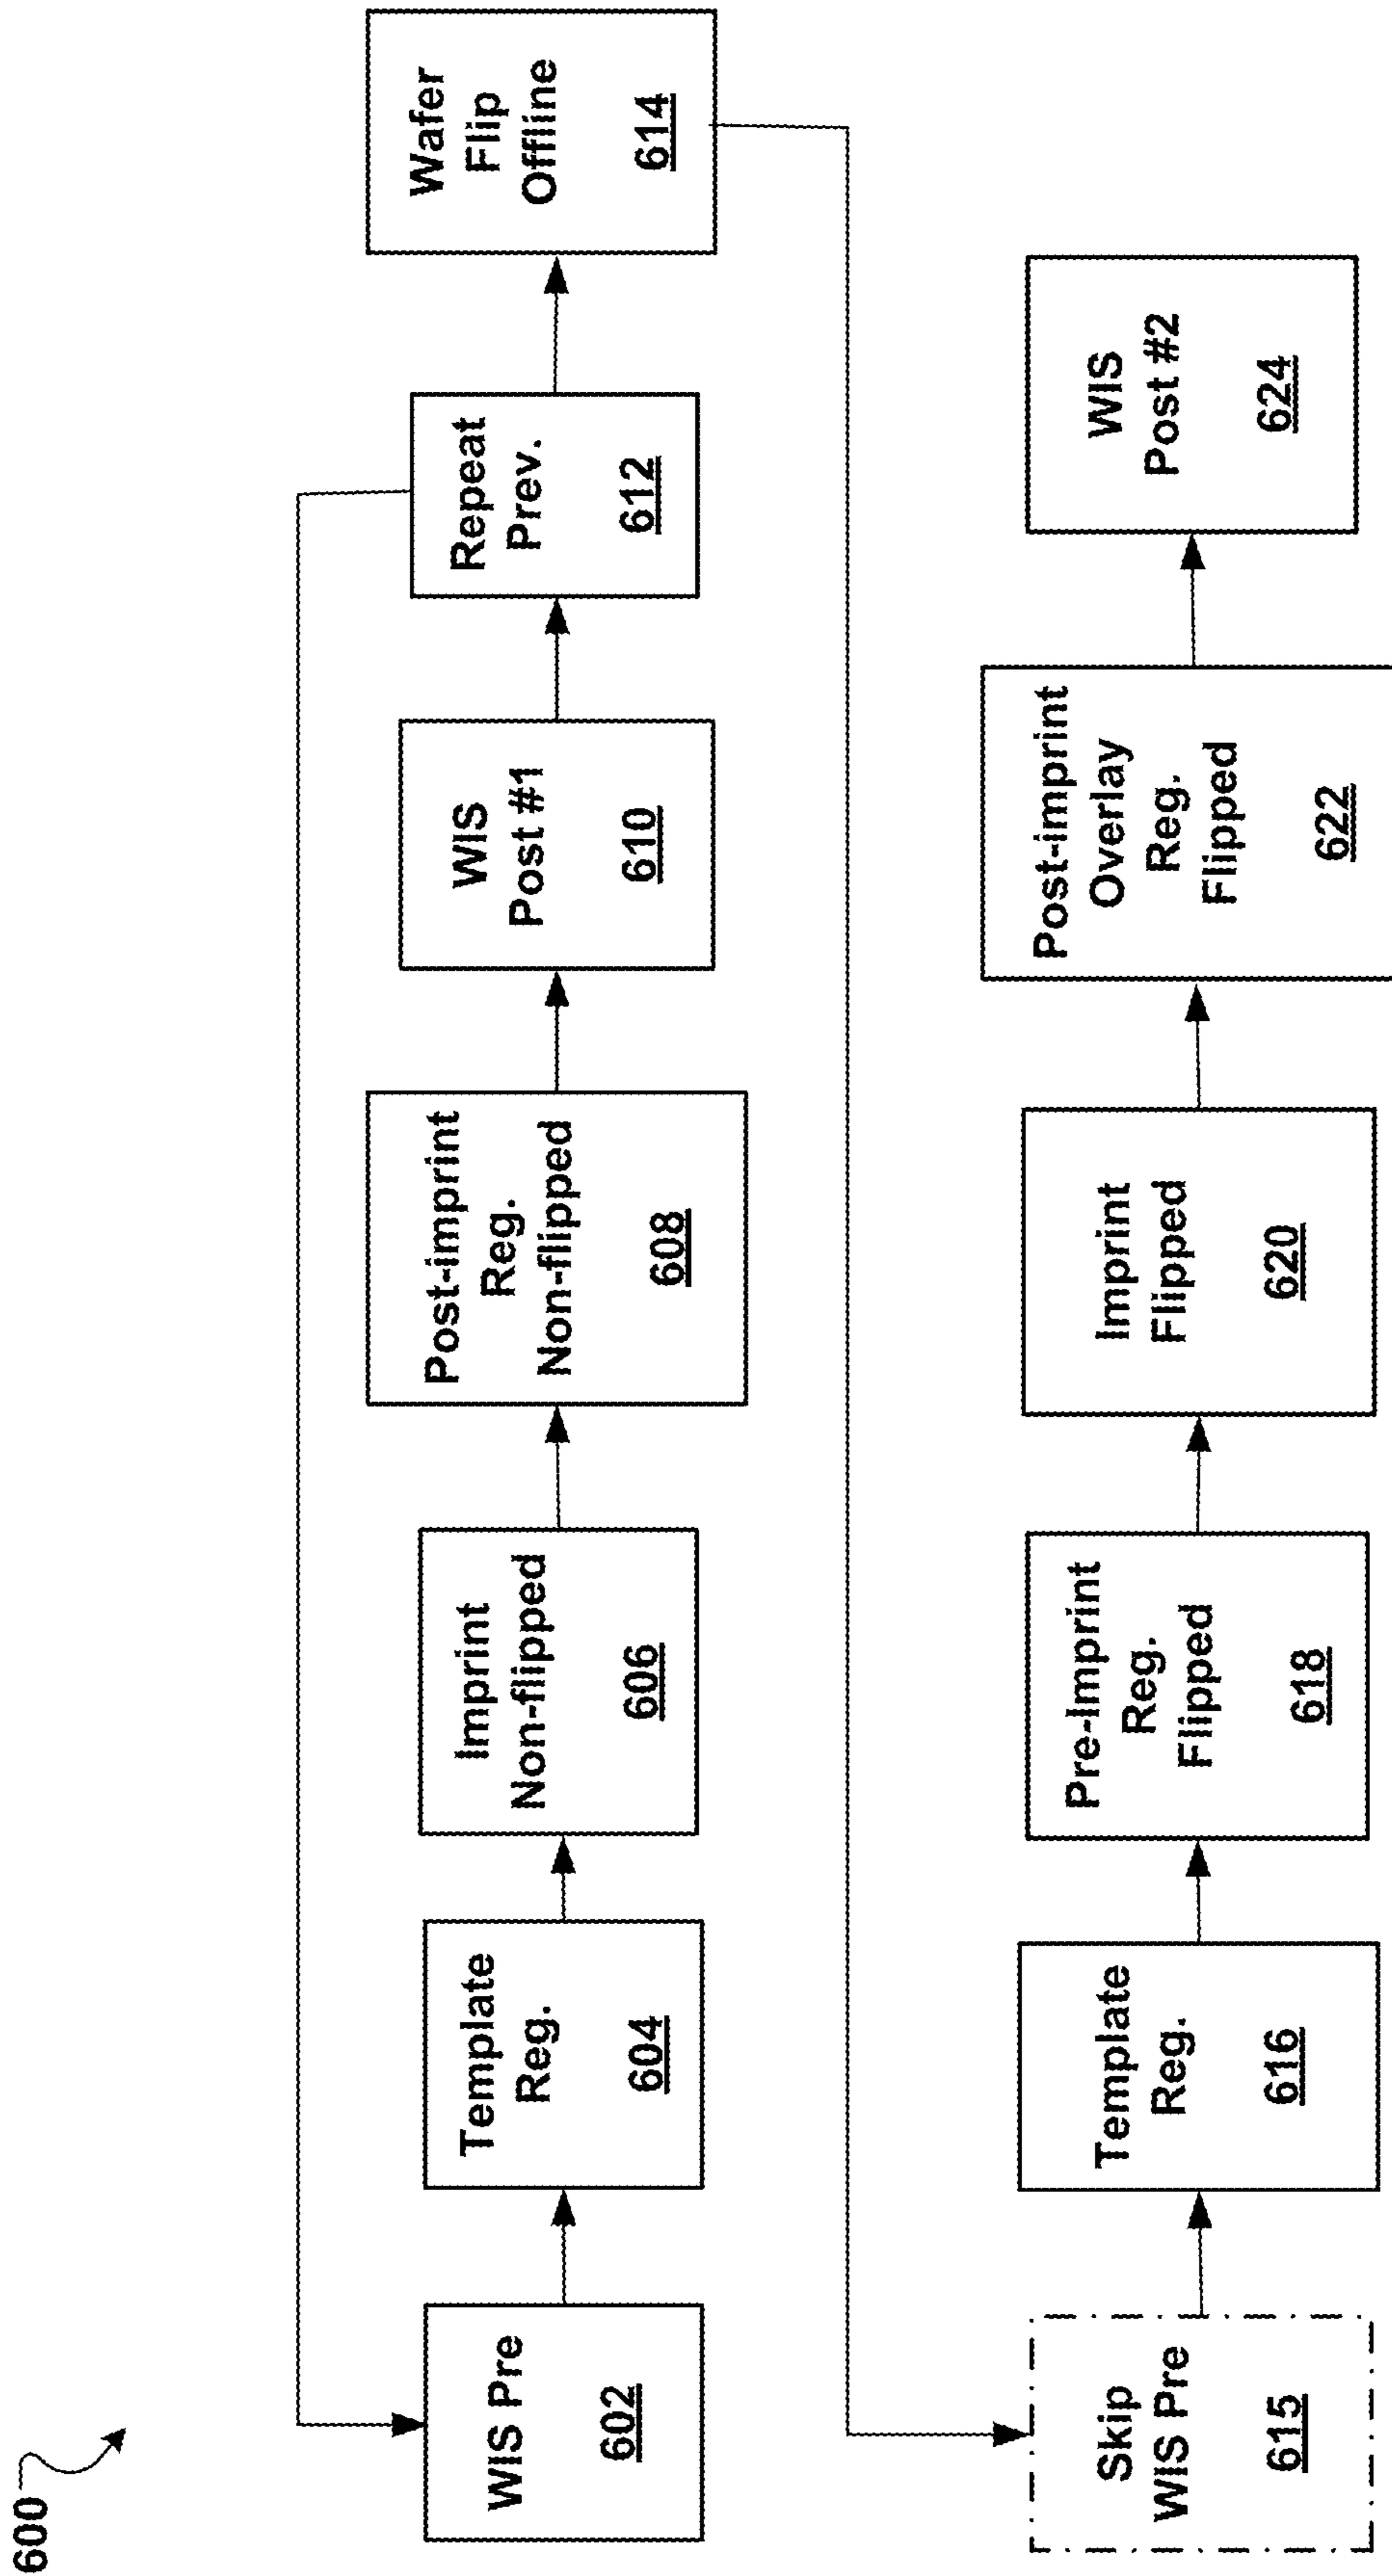 600
WIS Pre
602
Template
Reg.
604
Imprint
Non-flipped
606
Post-imprint
Reg.
Non-flipped
608
WIS
Post #1
610
Repeat
Prev.
612
Wafer
Flip
Offline
614
Skip
WIS Pre
615
Template
Reg.
616
Pre-Imprint
Reg.
Flipped
618
Imprint
Flipped
620
Post-imprint
Overlay
Reg.
Flipped
622
WIS
Post #2
624